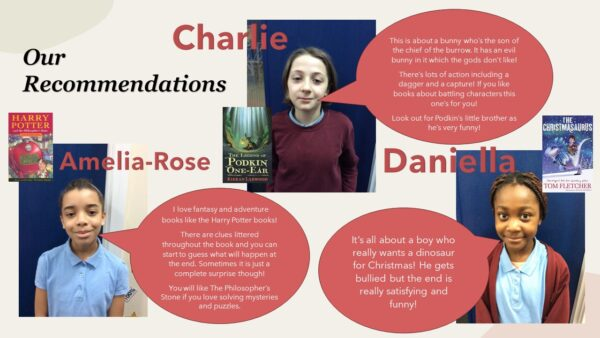 Our
Recommendations
Charlie
This is about a bunny who's the son of
the chief of the burrow. It has an evil
bunny in it which the gods don't like!
There's lots of action including a
dagger and a capture! If you like
books about battling characters this
one's for you!
Look out for Podkin's little brother as
he's very funny!
THE LEGEND OF
PODKIN
ONE-EAR
KIERAN LARWOOD
HARRY
POTTER
Amelia-Rose
I love fantasy and adventure
books like the Harry Potter books!
There are clues littered
throughout the book and you can
start to guess what will happen at
the end. Sometimes it is just a
complete surprise though!
You will like The Philosopher's
Stone if you love solving mysteries
and puzzles.
Daniella
THE
CHRISTMASAURUS
TOM FLETCHER
It's all about a boy who
really wants a dinosaur
for Christmas! He gets
bullied but the end is
really satisfying and
funny!